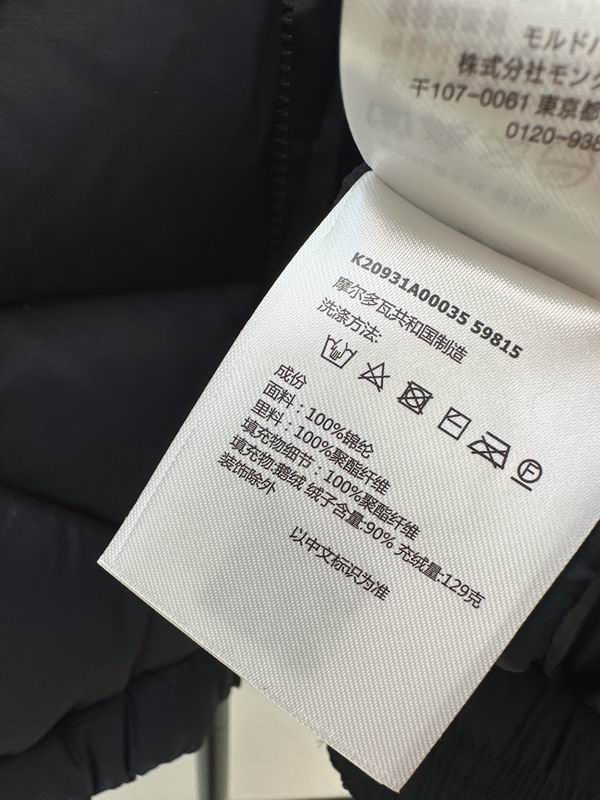 モルドバ
株式会社モンク
〒107-0061 東京都
0120-938
K20931A00035 59815
摩尔多瓦共和国制造
洗涤方法:
成份
面料：100%锦纶
里料：100%聚酯纤维
填充物细节：100%聚酯纤维
填充物:鹅绒 绒子含量:90% 充绒量:129克
装饰除外
以中文标识为准